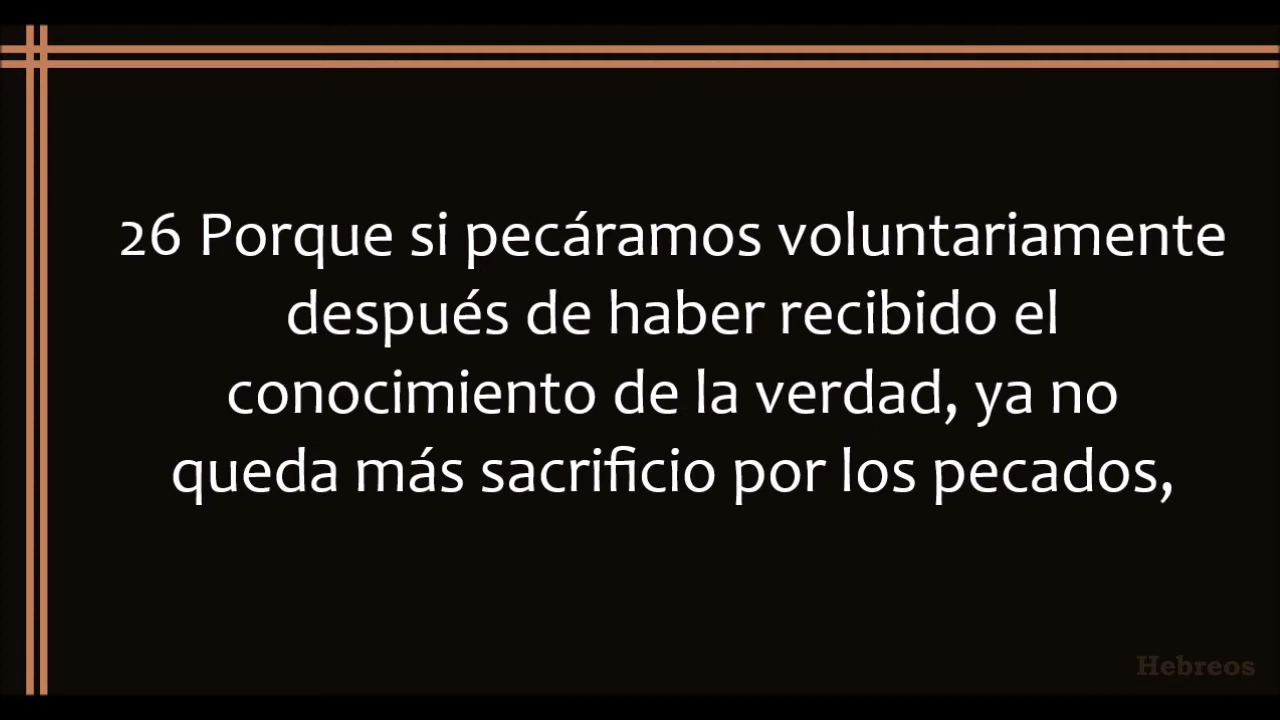 26 Porque si pecáramos voluntariamente
después de haber recibido el
conocimiento de la verdad, ya no
queda más sacrificio por los pecados,
Hebreos